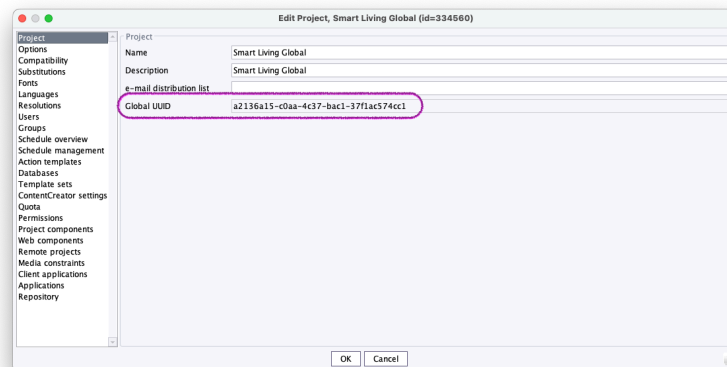 Edit Project, Smart Living Global (id=334560)
Project
Options
Compatibility
Substitutions
Fonts
Languages
Resolutions
Users
Groups
Schedule overview
Schedule management
Action templates
Databases
Template sets
ContentCreator settings
Quota
Permissions
Project components
Web components
Remote projects
Media constraints
Client applications
Applications
Repository
Project
Name Smart Living Global
Description Smart Living Global
e-mail distribution list
Global UUID a2136a15-c0aa-4c37-bac1-37f1ac574cc1
OK Cancel